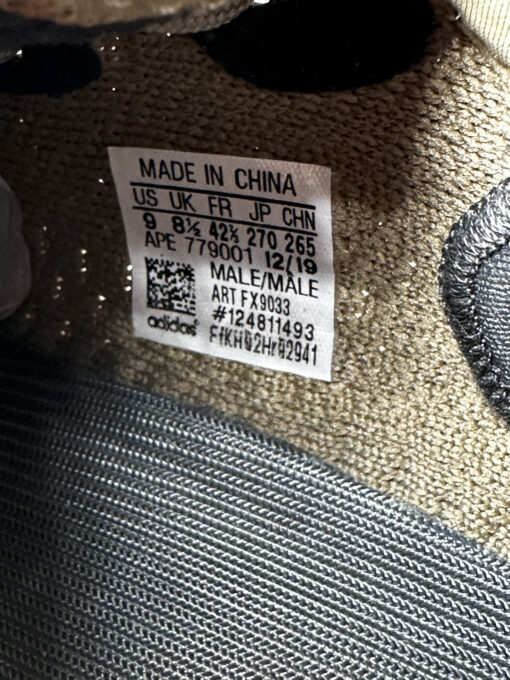 MADE IN CHINA
US UK FR JP CHN
9 8½ 42⅔ 270 265
APE 779001 12/19
MALE/MÂLE
ART FX9033
#124811493
adidas